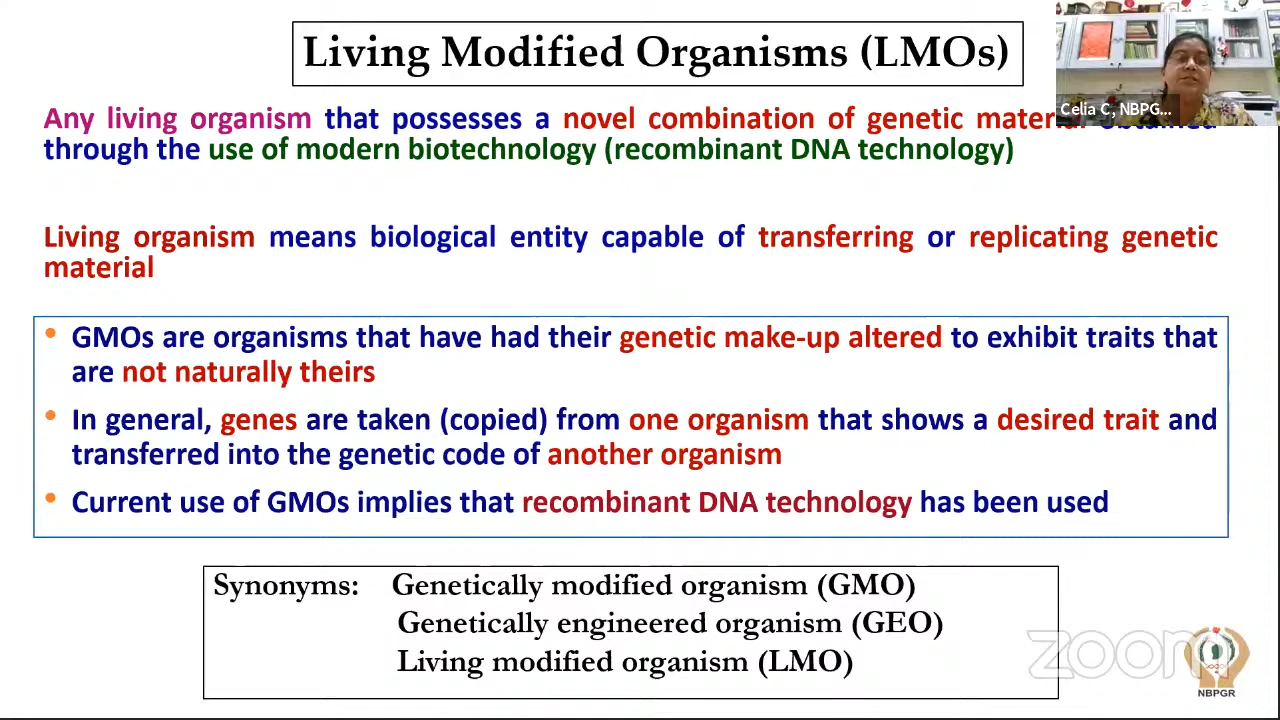 Living Modified Organisms (LMOs)
Celia C, NBPG...
Any living organism that possesses a novel combination of genetic material obtained
through the use of modern biotechnology (recombinant DNA technology)
Living organism means biological entity capable of transferring or replicating genetic
material
• GMOs are organisms that have had their genetic make-up altered to exhibit traits that
are not naturally theirs
• In general, genes are taken (copied) from one organism that shows a desired trait and
transferred into the genetic code of another organism
• Current use of GMOs implies that recombinant DNA technology has been used
Synonyms: Genetically modified organism (GMO)
Genetically engineered organism (GEO)
Living modified organism (LMO)
zoom
NBPGR